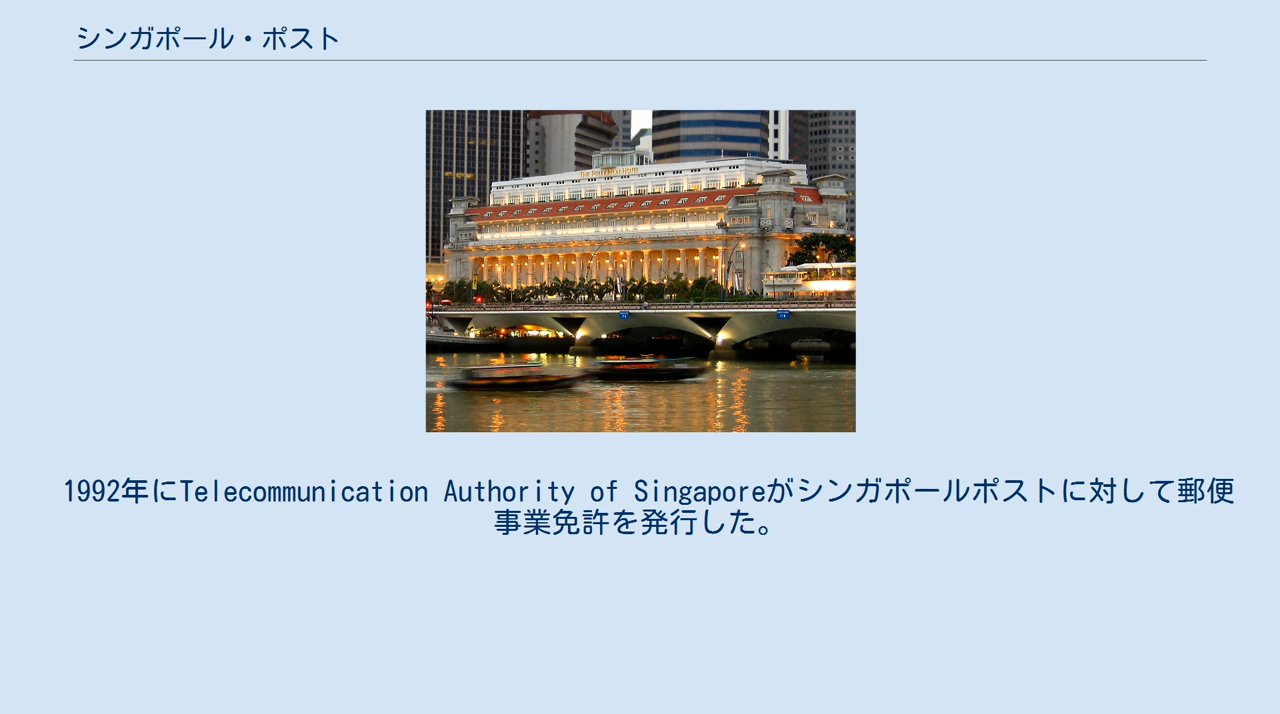 シンガポール・ポスト
THE FULLERTON HOTEL
1992年にTelecommunication Authority of Singaporeがシンガポールポストに対して郵便
事業免許を発行した。